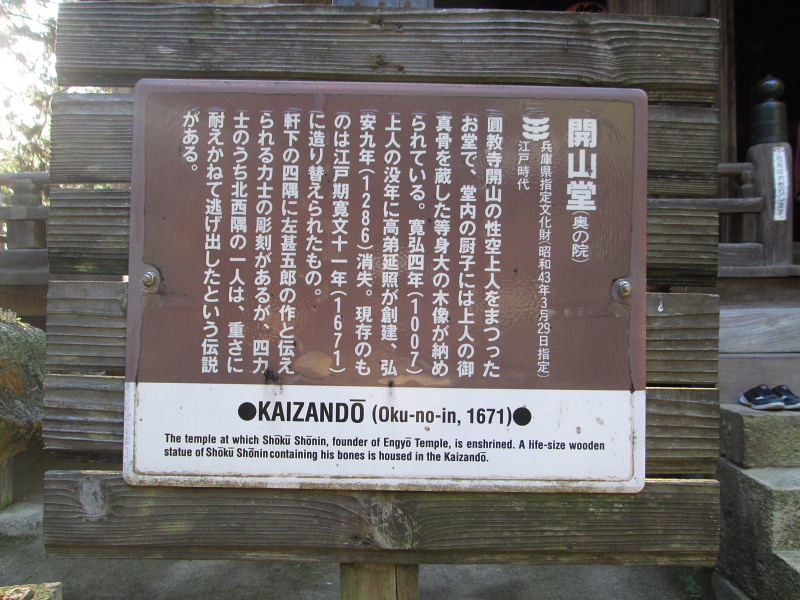 開山堂(奥の院)
兵庫県指定文化財(昭和43年3月29日指定)
江戸時代
圓教寺開山の性空上人をまつった
お堂で、堂内の厨子には上人の御
真骨を蔵した等身大の木像が納め
られている。寛弘四年(1007)
上人の没年に高弟延照が創建、弘
安九年(1286)消失。現存のも
のは江戸期寛文十一年(1671)
に造り替えられたもの。
軒下の四隅に左甚五郎の作と伝え
られる力士の彫刻があるが、四力
士のうち北西隅の一人は、重さに
耐えかねて逃げ出したという伝説
がある。
●KAIZANDŌ (Oku-no-in, 1671)●
The temple at which Shōkū Shōnin, founder of Engyō Temple, is enshrined. A life-size wooden
statue of Shōkū Shōnin containing his bones is housed in the Kaizandō.